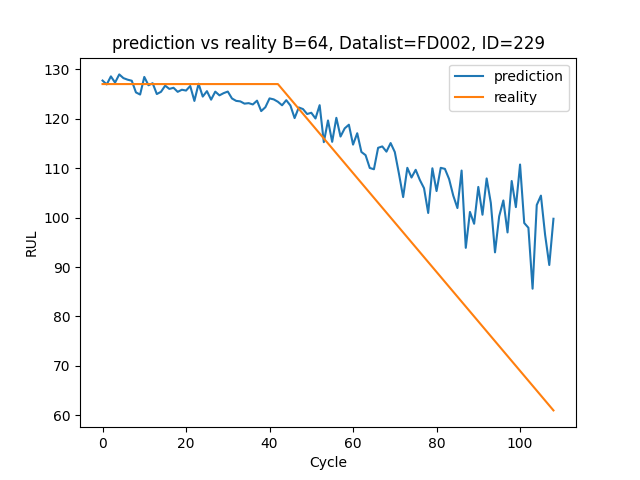 prediction vs reality B=64, Datalist=FD002, ID=229
prediction
reality
130
120
110
100
90
80
70
60
RUL
0 20 40 60 80 100
Cycle